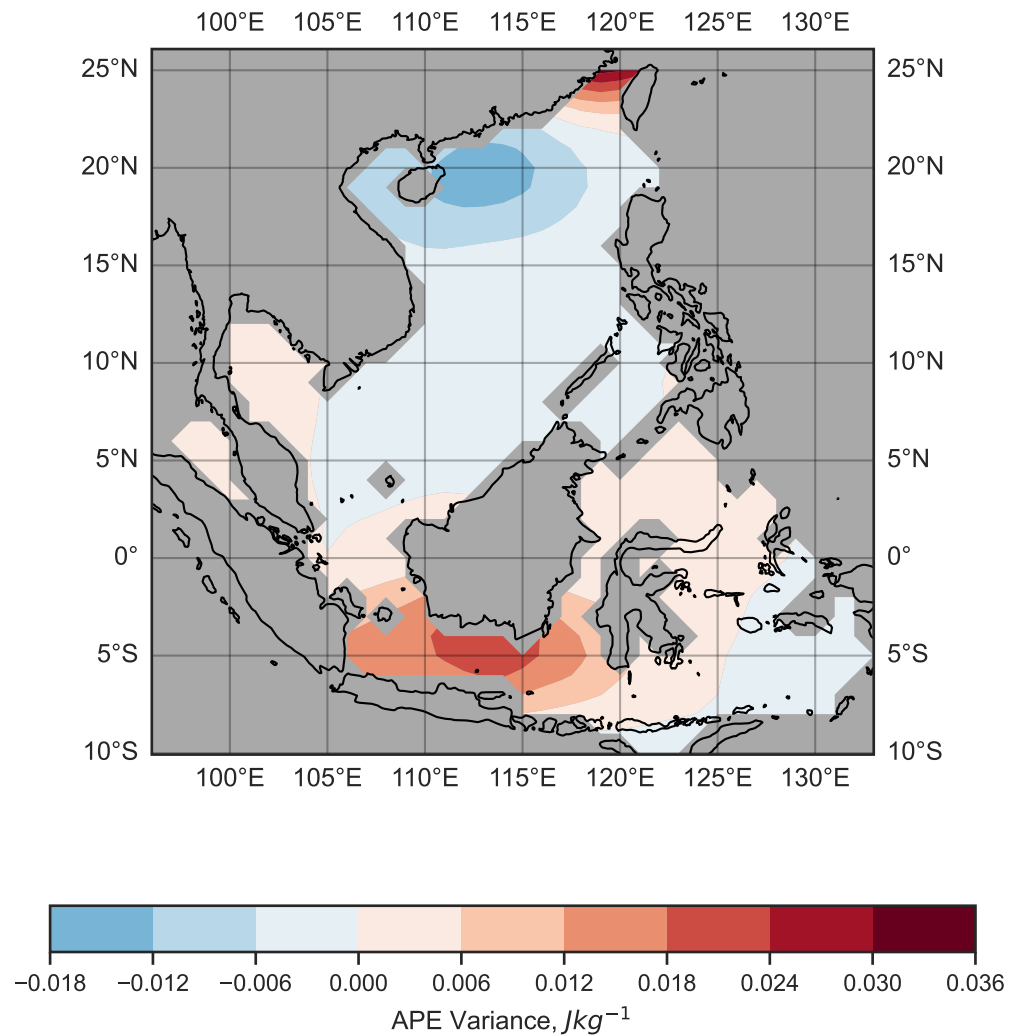 100°E 105°E 110°E 115°E 120°E 125°E 130°E
25°N 25°N
20°N 20°N
15°N 15°N
10°N 10°N
5°N 5°N
0° 0°
5°S 5°S
10°S 10°S
100°E 105°E 110°E 115°E 120°E 125°E 130°E
−0.018 −0.012 −0.006 0.000 0.006 0.012 0.018 0.024 0.030 0.036
APE Variance, Jkg⁻¹